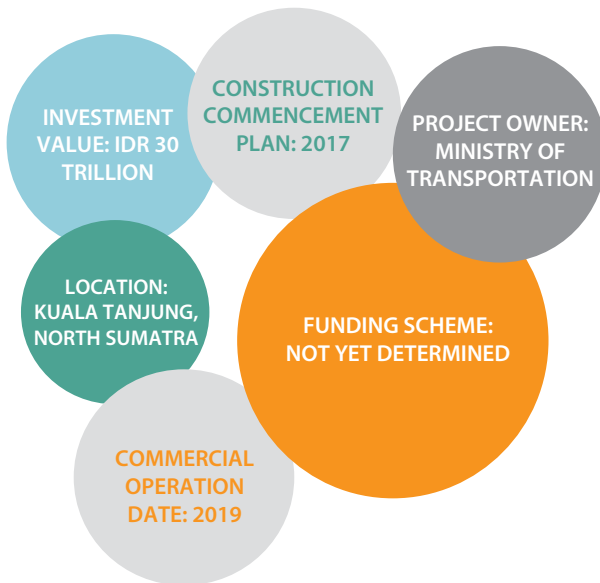 INVESTMENT
VALUE: IDR 30
TRILLION
CONSTRUCTION
COMMENCEMENT
PLAN: 2017
PROJECT OWNER:
MINISTRY OF
TRANSPORTATION
LOCATION:
KUALA TANJUNG,
NORTH SUMATRA
FUNDING SCHEME:
NOT YET DETERMINED
COMMERCIAL
OPERATION
DATE: 2019